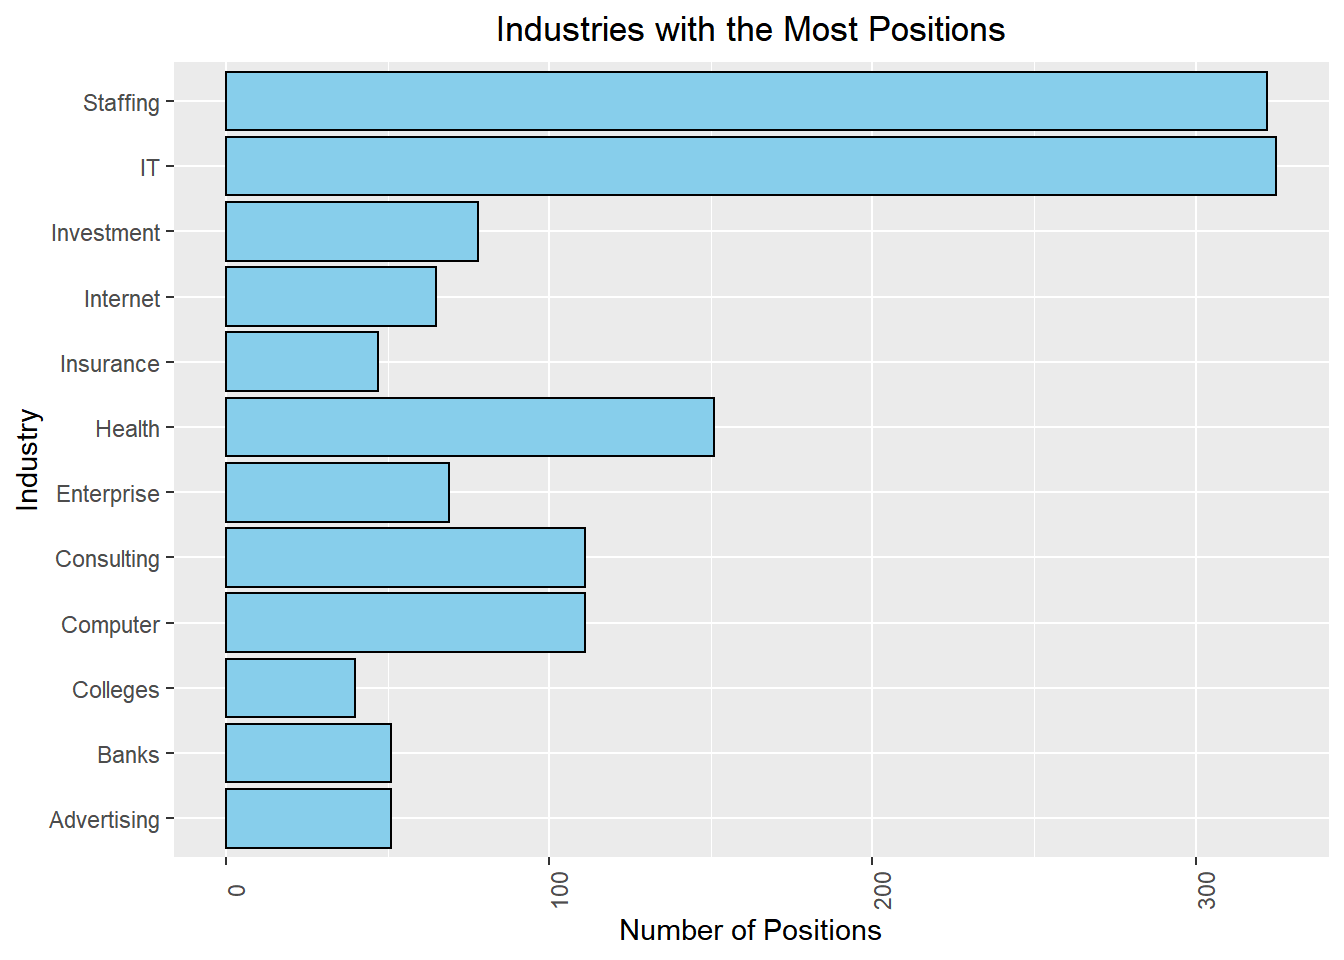 Industries with the Most Positions
Staffing
IT
Investment
Internet
Insurance
Health
Enterprise
Consulting
Computer
Colleges
Banks
Advertising
Industry
0 100 200 300
Number of Positions